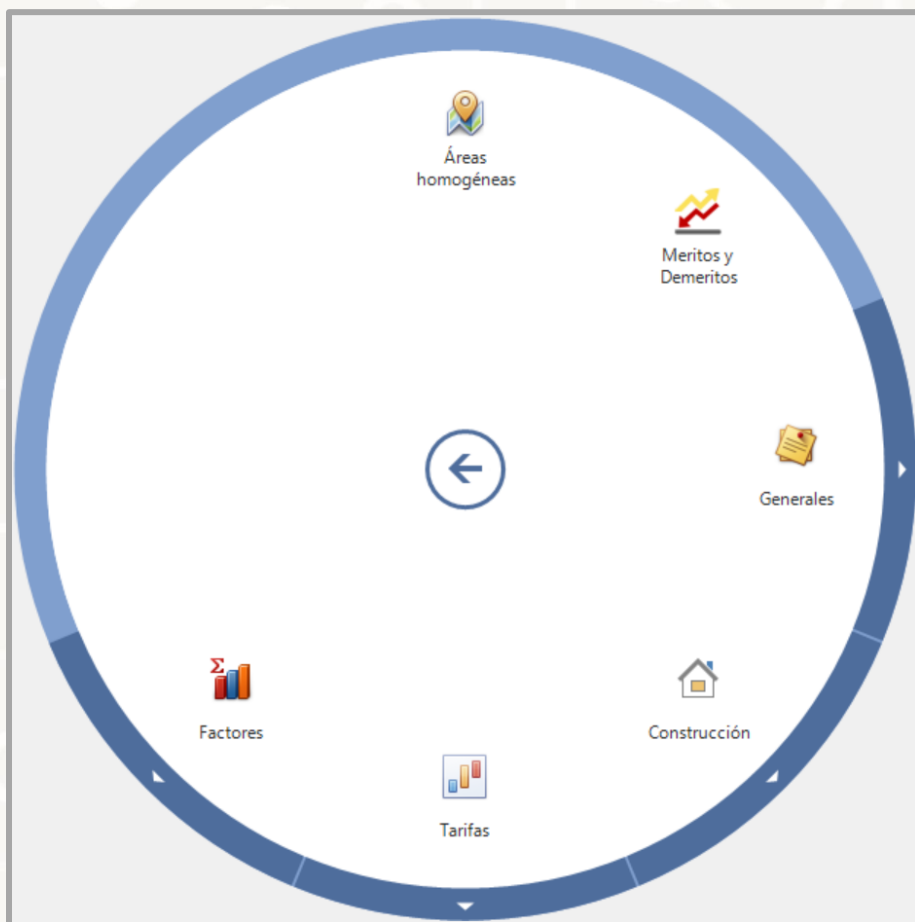 Áreas
homogéneas
Meritos y
Demeritos
Generales
Construcción
Tarifas
Factores